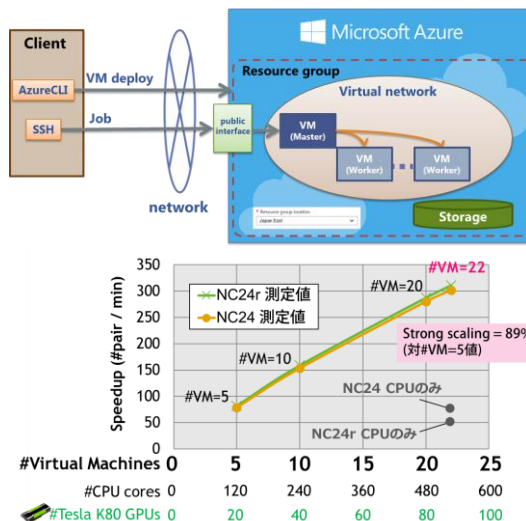 Client
Microsoft Azure
VM deploy
Resource group
AzureCLI
Virtual network
Job
SSH
public
interface
VM
(Master)
VM
(Worker)
VM
(Worker)
network
* Resource group location
Japan East
Storage
Speedup (#pair / min)
350
300
250
200
150
100
50
0
NC24r 測定値
NC24 測定値
#VM=5
#VM=10
#VM=20
#VM=22
Strong scaling = 89%
(対#VM=5値)
NC24 CPUのみ
NC24r CPUのみ
#Virtual Machines 0 5 10 15 20 25
#CPU cores 0 120 240 360 480 600
#Tesla K80 GPUs 0 20 40 60 80 100